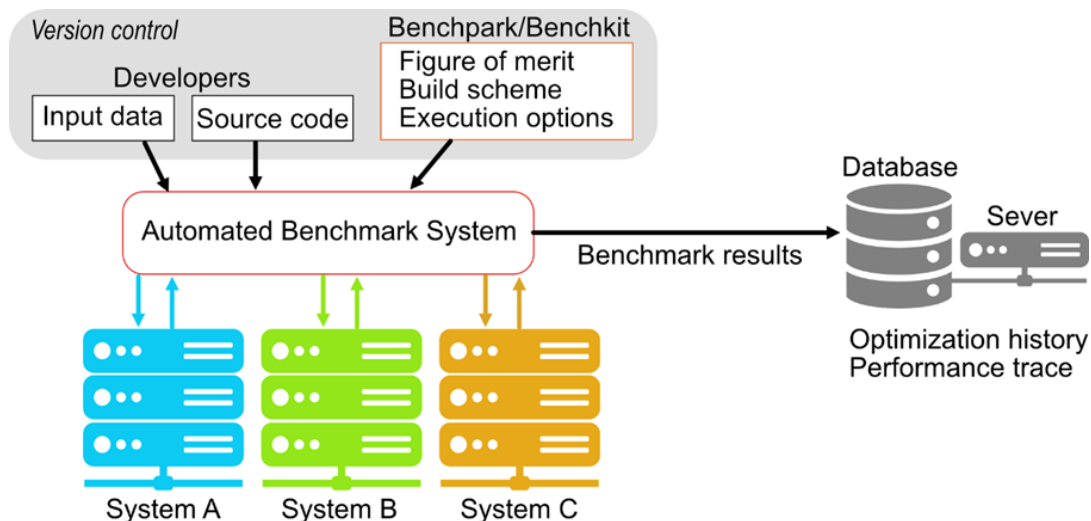 Version control
Developers
Input data
Source code
Benchpark/Benchkit
Figure of merit
Build scheme
Execution options
Automated Benchmark System
Benchmark results
Database
Sever
Optimization history
Performance trace
System A
System B
System C